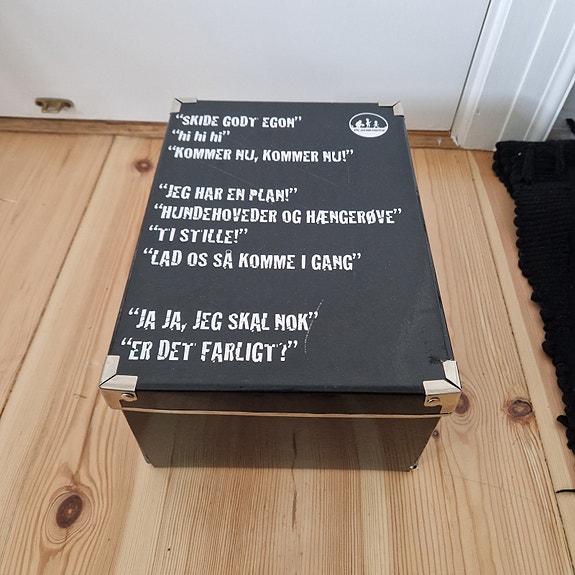 “SKIDE GODT EGON”
“hi hi hi”
“KOMMER NU, KOMMER NU!”
“JEG HAR EN PLAN!”
“HUNDEHOVEDER OG HÆNGERØVE”
“TI STILLE!”
“LAD OS SÅ KOMME I GANG”
“JA JA, JEG SKAL NOK”
“ER DET FARLIGT?”